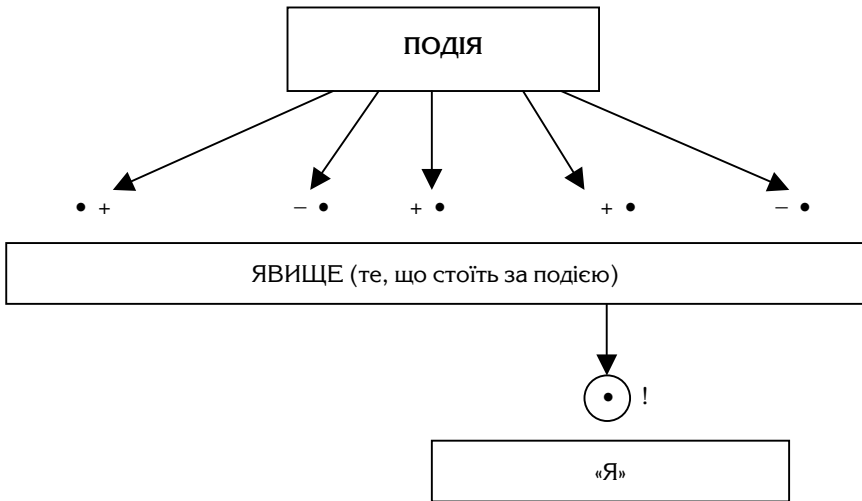 ПОДІЯ
• + – • + • + • – •
ЯВИЩЕ (те, що стоїть за подією)
• !
«Я»